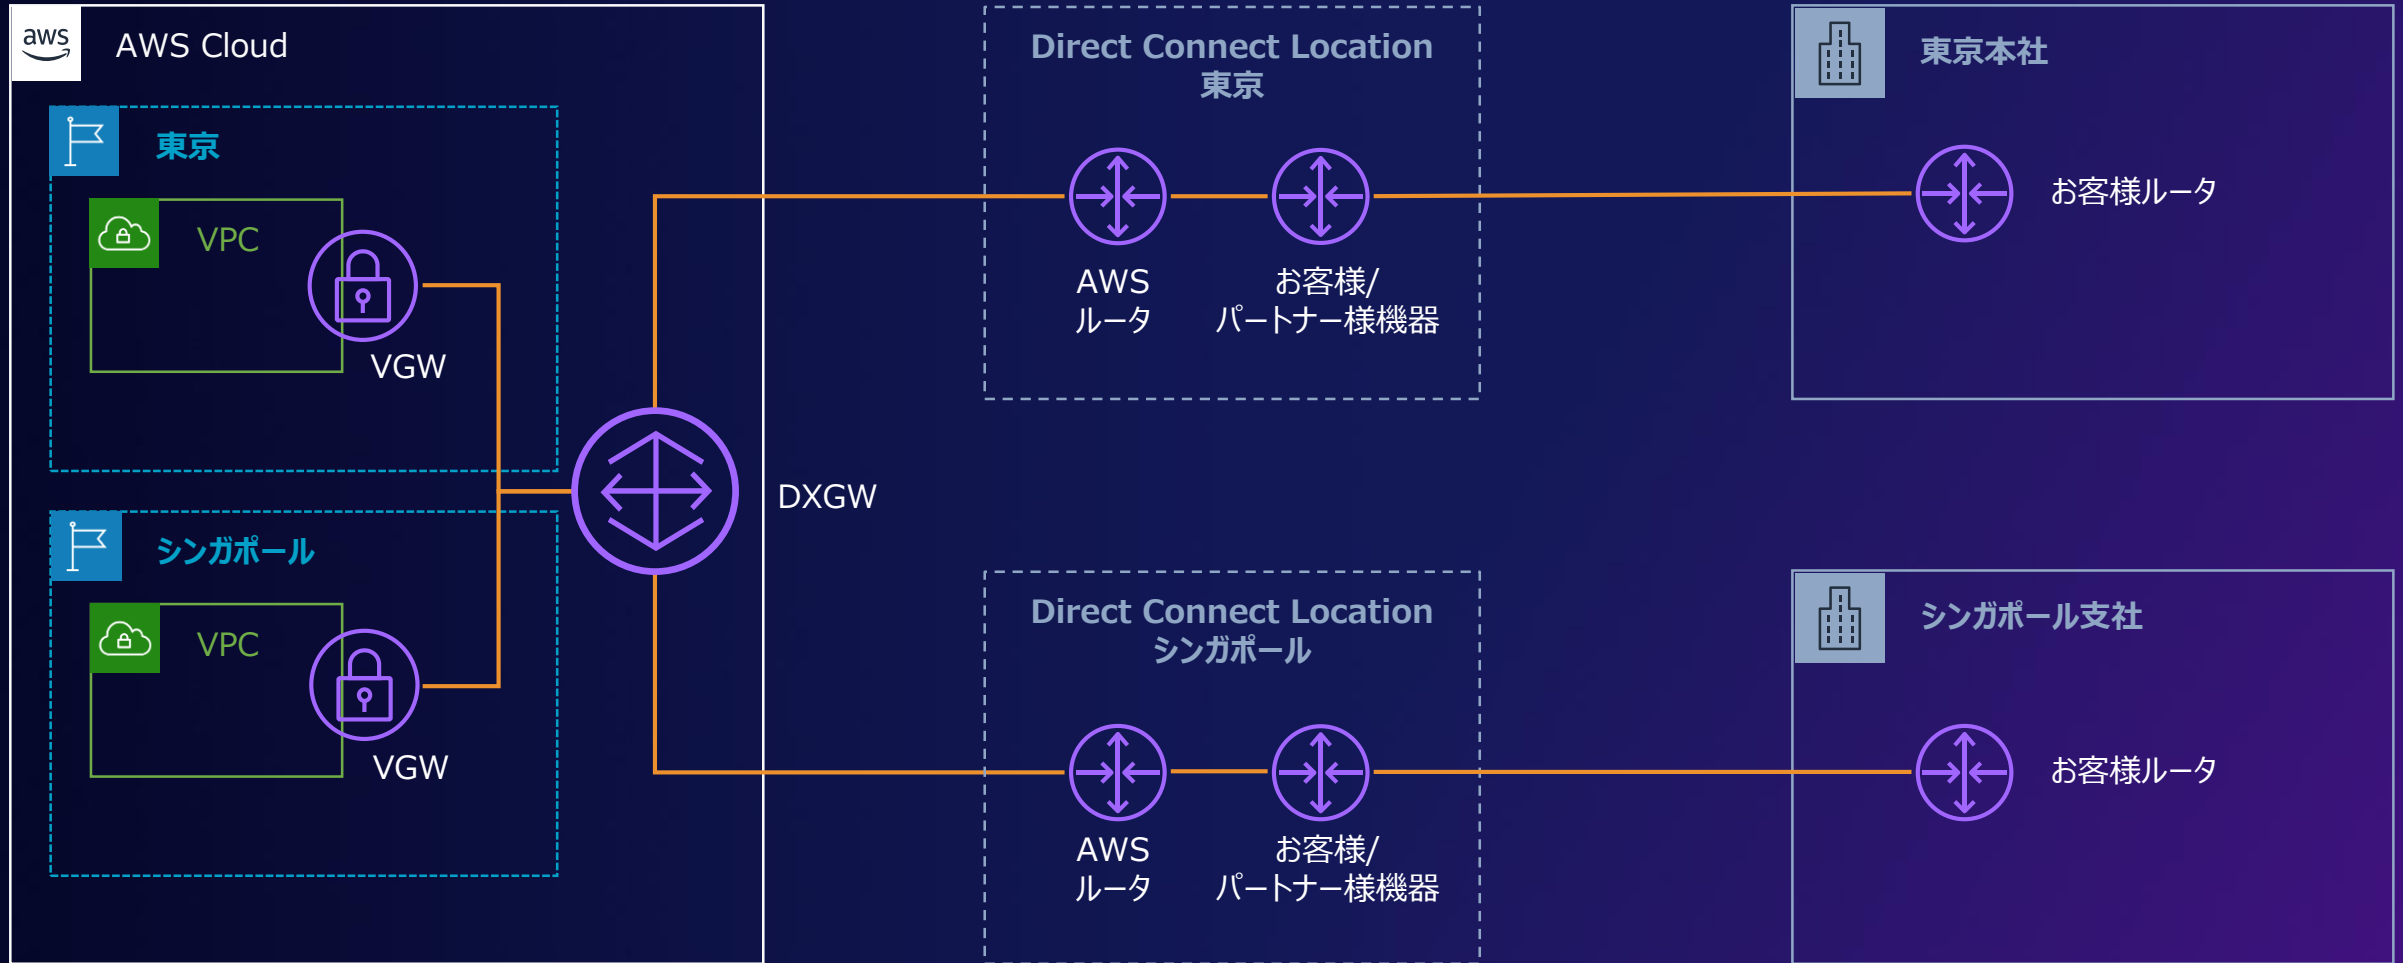 aws
AWS Cloud
東京
VPC
VGW
シンガポール
VPC
VGW
DXGW
Direct Connect Location
東京
AWS
ルータ
お客様/
パートナー様機器
東京本社
お客様ルータ
Direct Connect Location
シンガポール
AWS
ルータ
お客様/
パートナー様機器
シンガポール支社
お客様ルータ